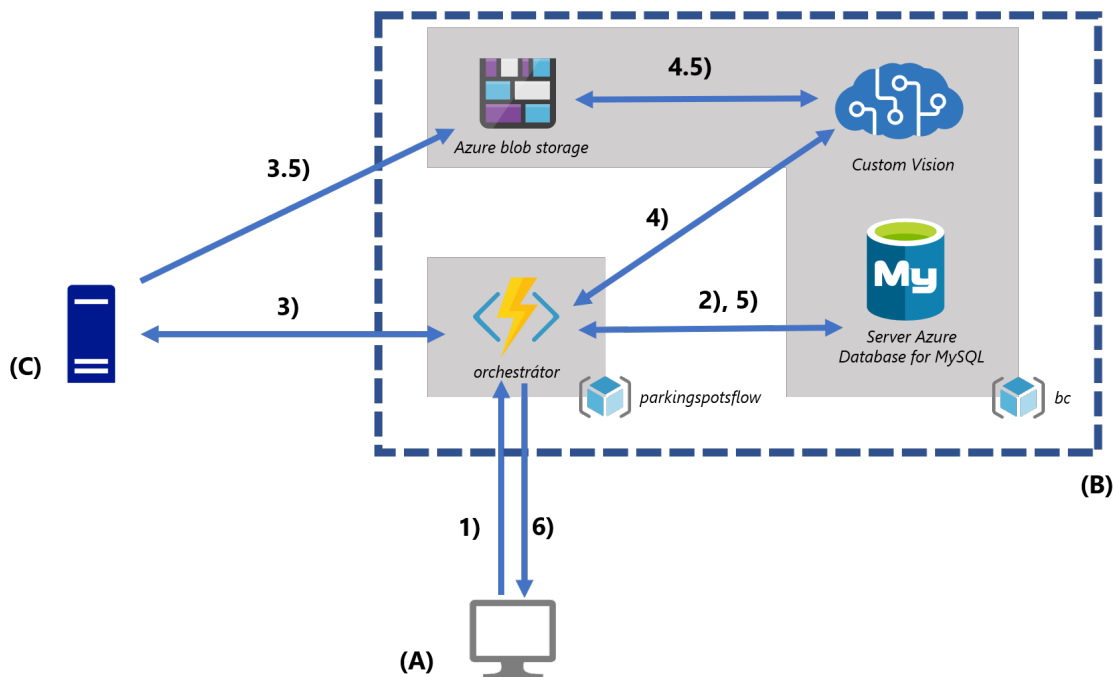 4.5)
Azure blob storage
Custom Vision
3.5)
4)
My
3)
2), 5)
Server Azure
Database for MySQL
(C)
orchestrátor
parkingspotsflow
bc
(B)
1)
6)
(A)